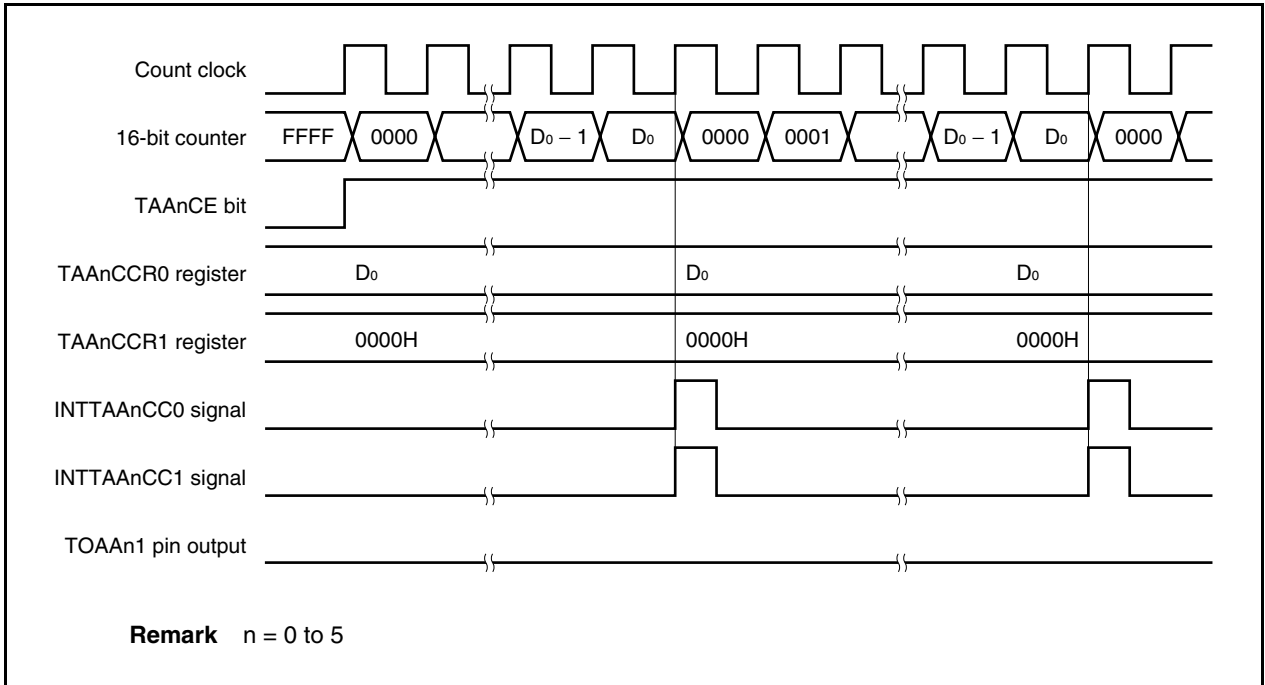 Count clock
16-bit counter FFFF 0000 D₀ − 1 D₀ 0000 0001 D₀ − 1 D₀ 0000
TAAnCE bit
TAAnCCR0 register D₀ D₀ D₀
TAAnCCR1 register 0000H 0000H 0000H
INTTAAnCC0 signal
INTTAAnCC1 signal
TOAAn1 pin output
Remark n = 0 to 5